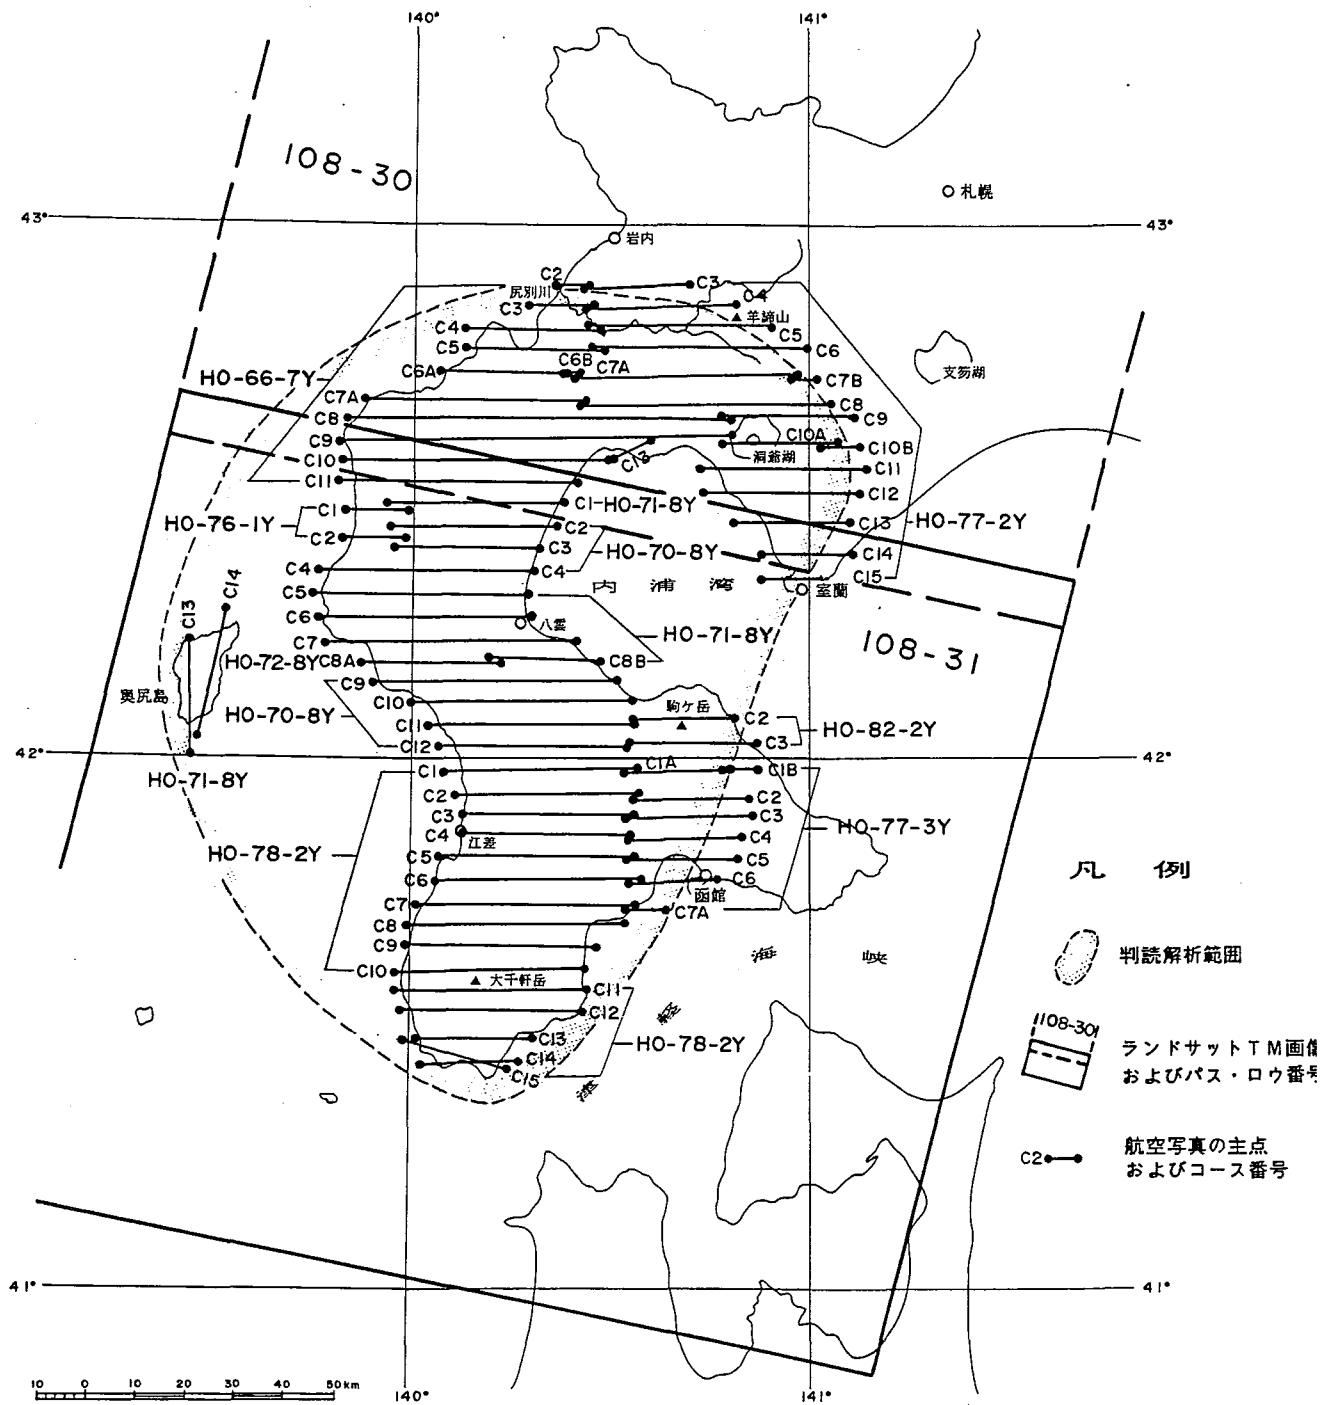 140°
141°
108-30
札幌
43°
43°
岩内
C2
C3
尻別川
C3
C4
羊蹄山
C4
C5
C5
C6
C6B
C7A
支笏湖
HO-66-7Y
C6A
C7B
C7A
C8
C8
C9
C9
C10A
C10B
C10
C13
洞爺湖
C11
C11
C12
C1
HO-71-8Y
HO-76-1Y
C1
C2
C13
HO-77-2Y
C2
C3
HO-70-8Y
C14
C4
C4
内浦湾
C15
室蘭
C5
C14
C6
八雲
HO-71-8Y
C13
108-31
C7
HO-72-8Y
C8A
C8B
C9
奥尻島
HO-70-8Y
C10
駒ケ岳
C11
C2
HO-82-2Y
C12
C3
42°
42°
HO-71-8Y
C1
C1A
C1B
C2
C2
C3
C3
HO-77-3Y
C4
江差
C4
HO-78-2Y
C5
C5
C6
C6
函館
凡例
C7
C7A
C8
C9
海峡
判読解析範囲
C10
大千軒岳
C11
C12
軽
108-30
C13
HO-78-2Y
ランドサットTM画像
C14
C15
およびパス・ロウ番号
津
C2
航空写真の主点
およびコース番号
41°
41°
10 0 10 20 30 40 50km
140°
141°